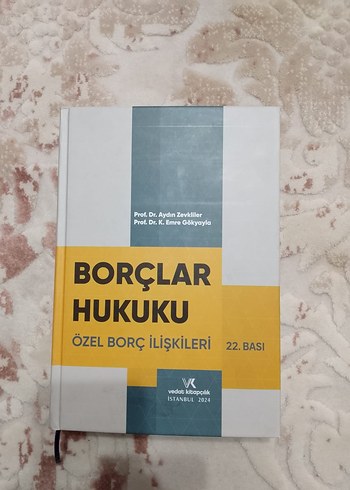 Prof. Dr. Aydın Zevkliler
Prof. Dr. K. Emre Gökyayla
BORÇLAR
HUKUKU
ÖZEL BORÇ İLİŞKİLERİ 22. BASI
VK
vedat kitapçılık
İSTANBUL 2024